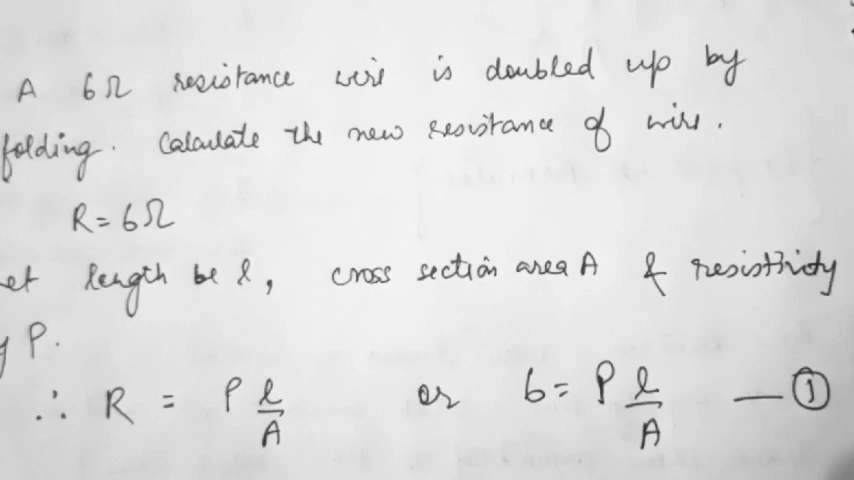 A 6Ω resistance wire is doubled up by
folding. Calculate the new resistance of wire.
R = 6Ω
length be l, cross section area A & resistivity
P.
∴ R = P l/A or 6 = P l/A — ①